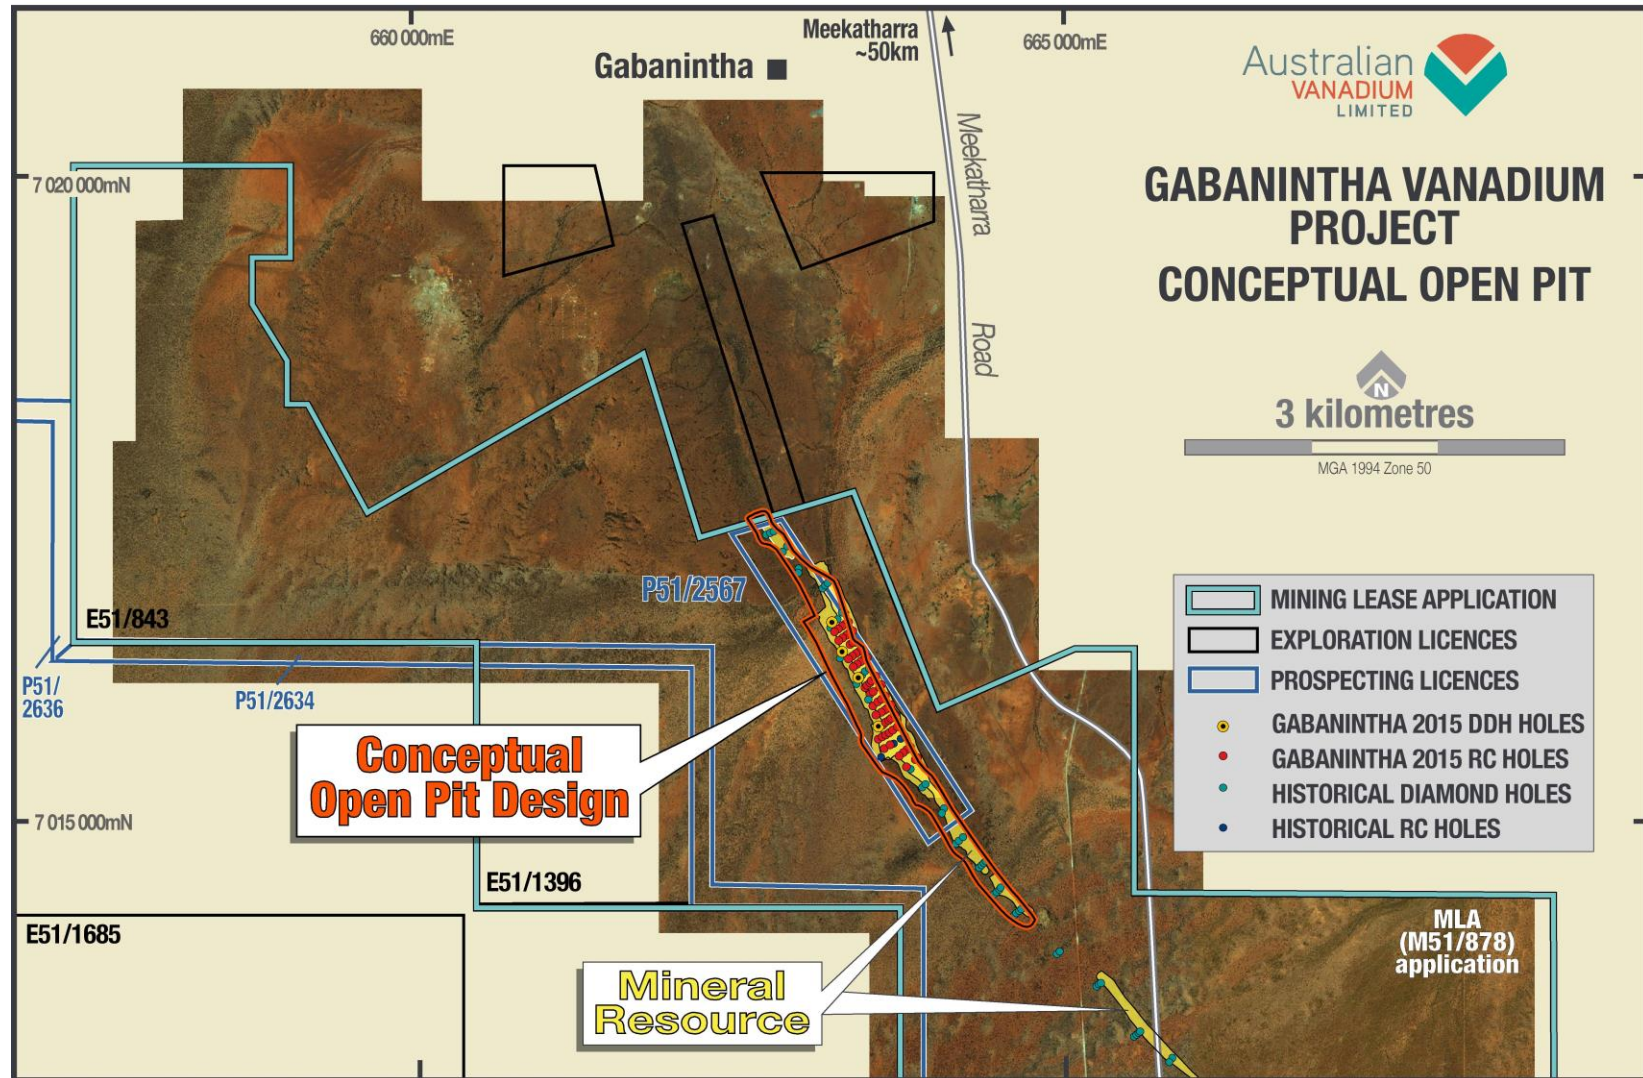 660 000mE
Meekatharra
~50km
665 000mE
Gabanintha
Australian
VANADIUM
LIMITED
7 020 000mN
Meekatharra Road
GABANINTHA VANADIUM
PROJECT
CONCEPTUAL OPEN PIT
N
3 kilometres
MGA 1994 Zone 50
P51/2567
E51/843
P51/
2636
P51/2634
MINING LEASE APPLICATION
EXPLORATION LICENCES
PROSPECTING LICENCES
GABANINTHA 2015 DDH HOLES
GABANINTHA 2015 RC HOLES
HISTORICAL DIAMOND HOLES
HISTORICAL RC HOLES
Conceptual
Open Pit Design
7 015 000mN
E51/1396
E51/1685
MLA
(M51/878)
application
Mineral
Resource